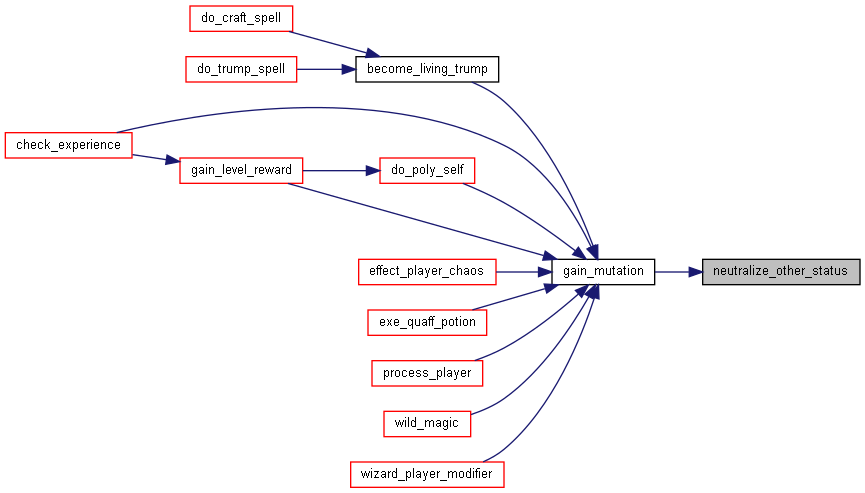 do_craft_spell
do_trump_spell
become_living_trump
check_experience
gain_level_reward
do_poly_self
effect_player_chaos
gain_mutation
neutralize_other_status
exe_quaff_potion
process_player
wild_magic
wizard_player_modifier